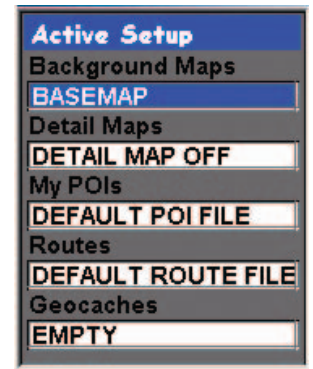 Active Setup
Background Maps
BASEMAP
Detail Maps
DETAIL MAP OFF
My POIs
DEFAULT POI FILE
Routes
DEFAULT ROUTE FILE
Geocaches
EMPTY